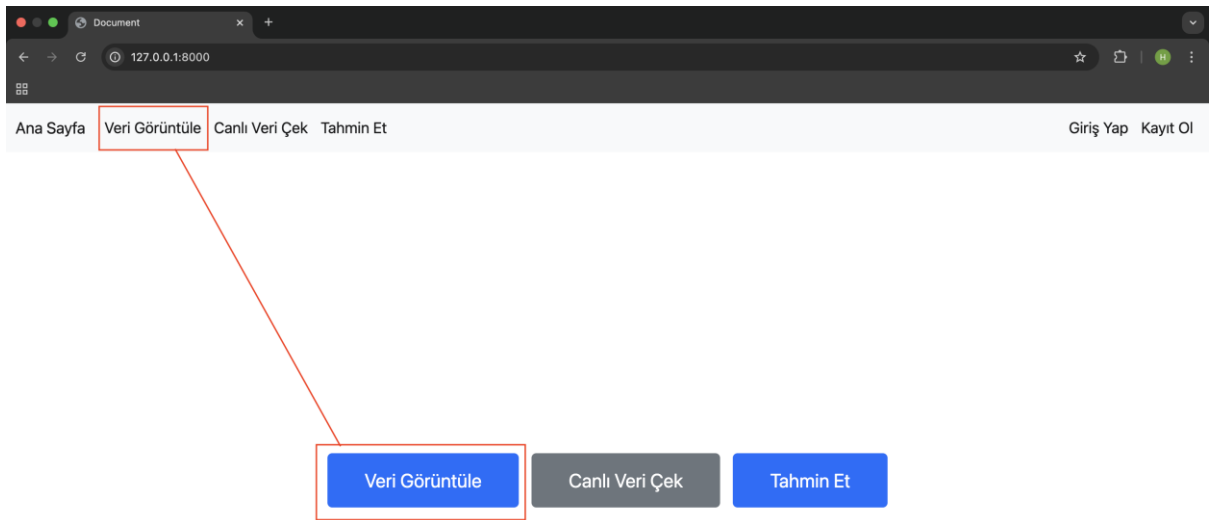 Document
127.0.0.1:8000
H
Ana Sayfa Veri Görüntüle Canlı Veri Çek Tahmin Et Giriş Yap Kayıt Ol
Veri Görüntüle Canlı Veri Çek Tahmin Et